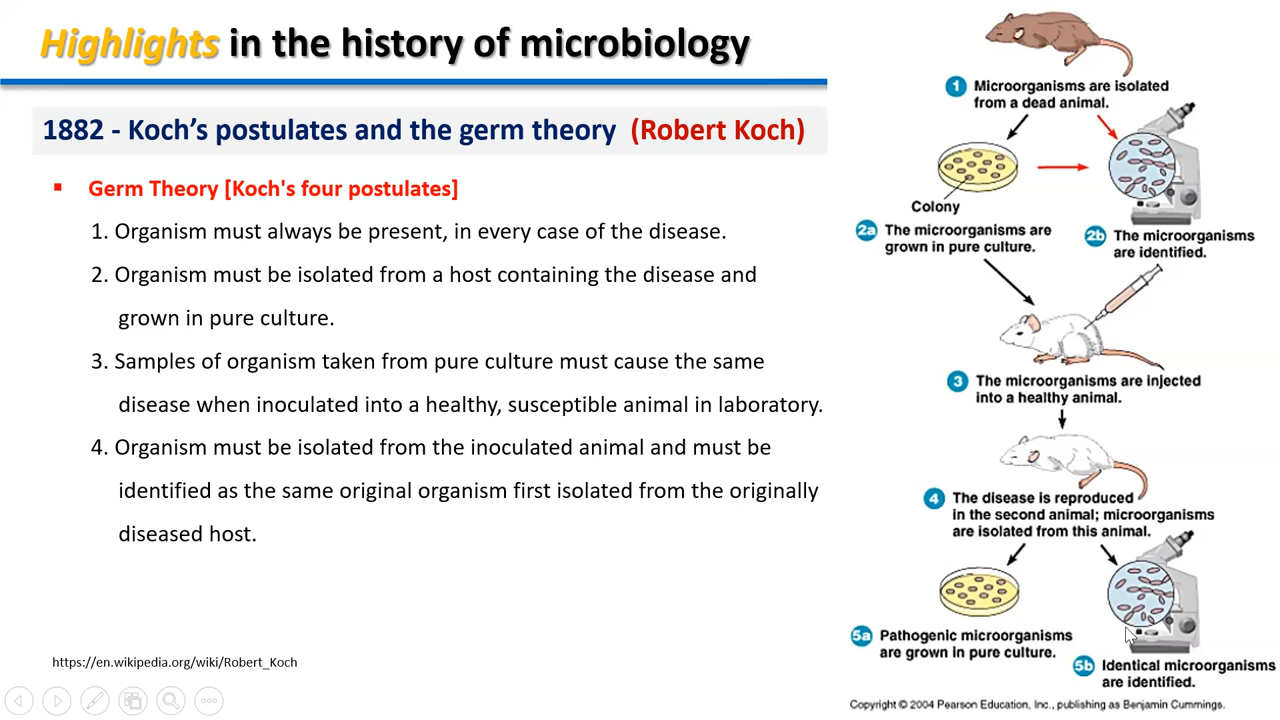 Highlights in the history of microbiology
1882 - Koch's postulates and the germ theory (Robert Koch)
▪ Germ Theory [Koch's four postulates]
1. Organism must always be present, in every case of the disease.
2. Organism must be isolated from a host containing the disease and
grown in pure culture.
3. Samples of organism taken from pure culture must cause the same
disease when inoculated into a healthy, susceptible animal in laboratory.
4. Organism must be isolated from the inoculated animal and must be
identified as the same original organism first isolated from the originally
diseased host.
https://en.wikipedia.org/wiki/Robert_Koch
1 Microorganisms are isolated
from a dead animal.
Colony
2a The microorganisms are
grown in pure culture.
2b The microorganisms
are identified.
3 The microorganisms are injected
into a healthy animal.
4 The disease is reproduced
in the second animal; microorganisms
are isolated from this animal.
5a Pathogenic microorganisms
are grown in pure culture.
5b Identical microorganisms
are identified.
Copyright © 2004 Pearson Education, Inc., publishing as Benjamin Cummings.